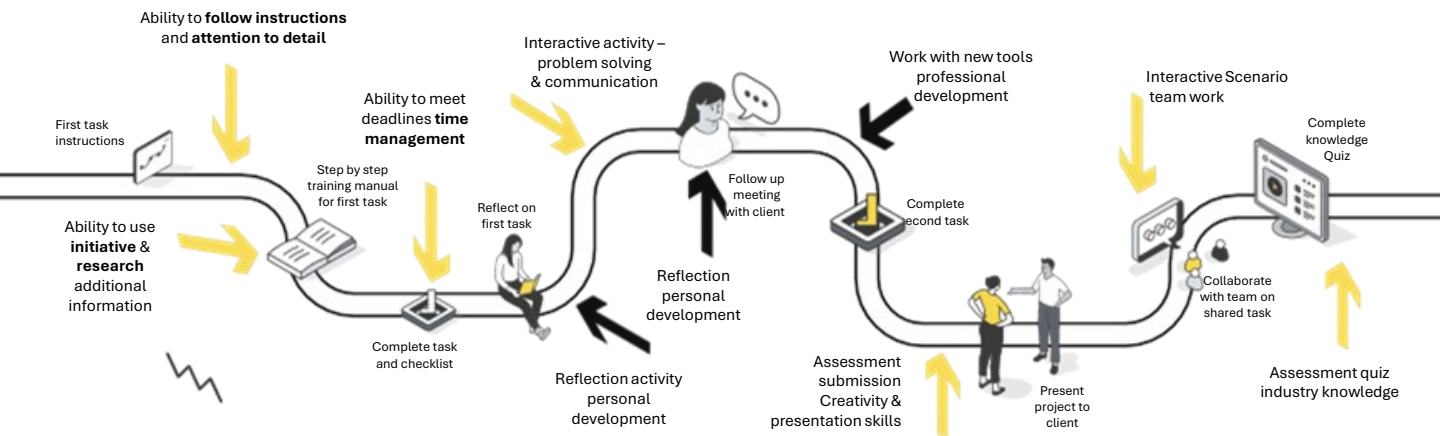 Ability to follow instructions
and attention to detail
First task
instructions
Ability to use
initiative &
research
additional
information
Step by step
training manual
for first task
Ability to meet
deadlines time
management
Complete task
and checklist
Reflect on
first task
Interactive activity –
problem solving
& communication
Reflection activity
personal
development
Follow up
meeting
with client
Reflection
personal
development
Work with new tools
professional
development
Complete
econd task
Assessment
submission
Creativity &
presentation skills
Present
project to
client
Interactive Scenario
team work
Collaborate
with team on
shared task
Complete
knowledge
Quiz
Assessment quiz
industry knowledge